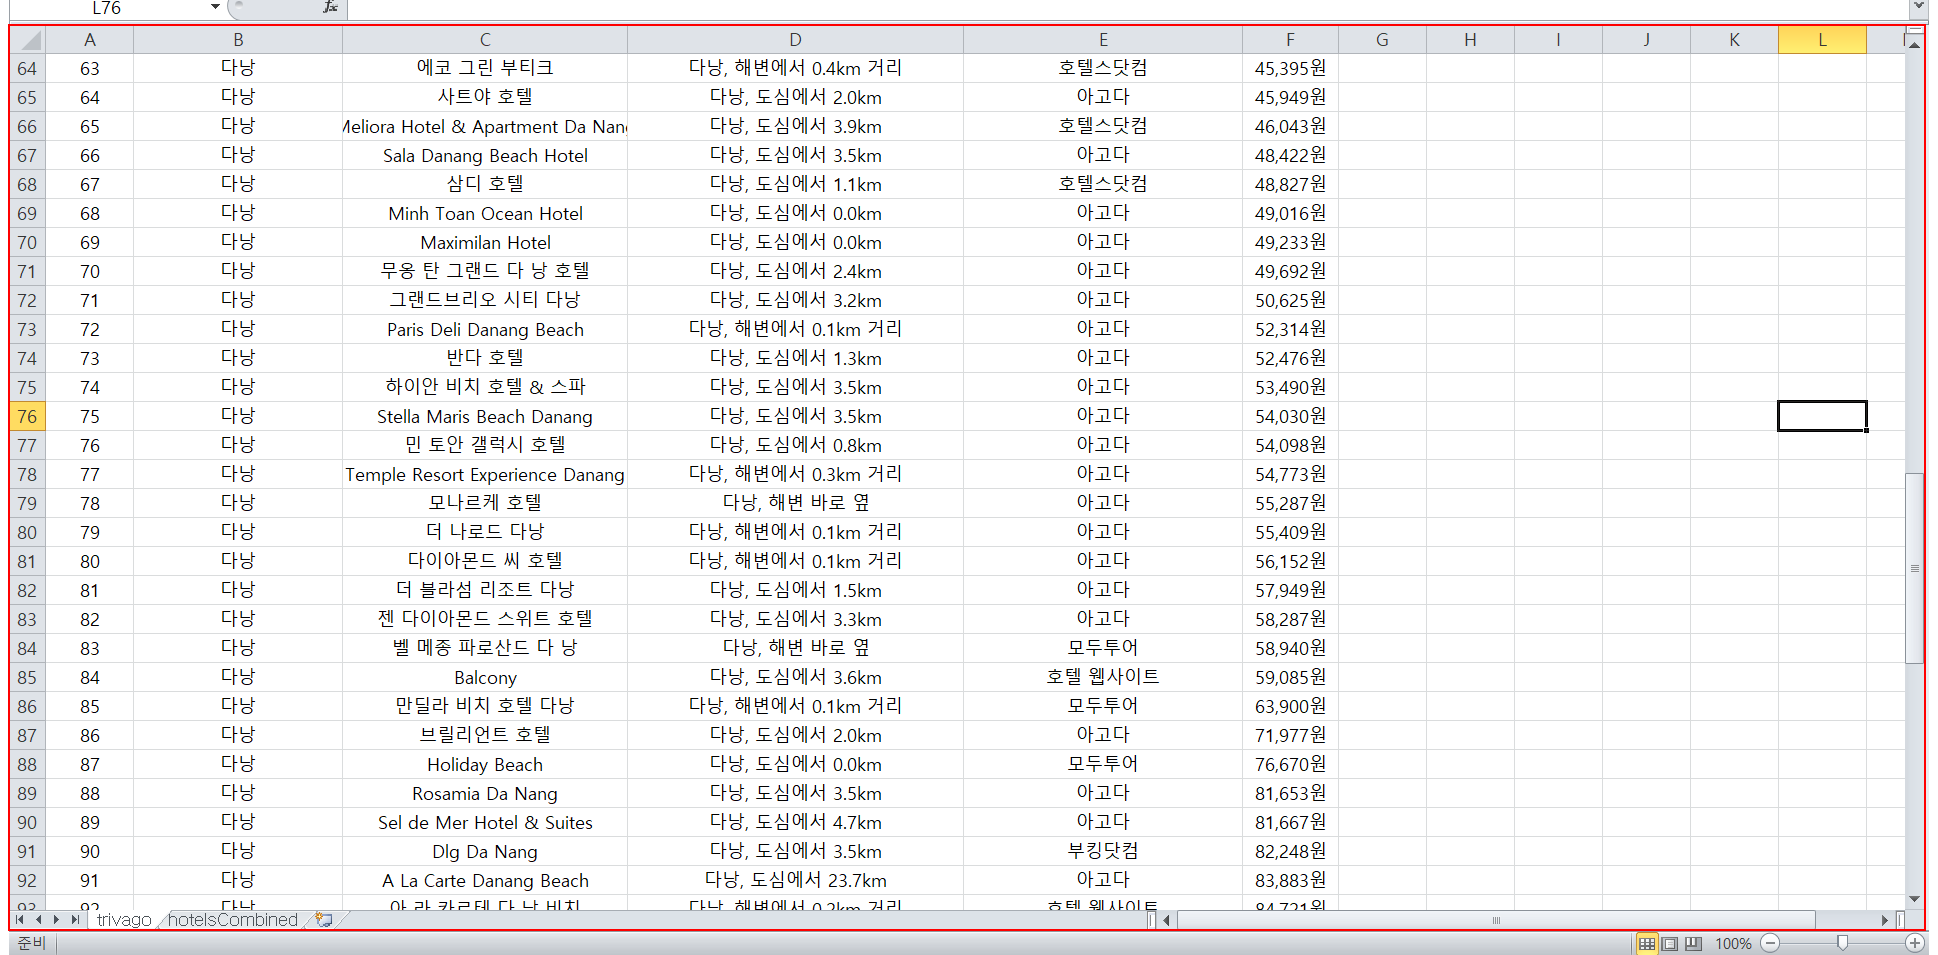 L76 fx
A B C D E F G H I J K L
64 63 다낭 에코 그린 부티크 다낭, 해변에서 0.4km 거리 호텔스닷컴 45,395원
65 64 다낭 사트야 호텔 다낭, 도심에서 2.0km 아고다 45,949원
66 65 다낭 Meliora Hotel & Apartment Da Nang 다낭, 도심에서 3.9km 호텔스닷컴 46,043원
67 66 다낭 Sala Danang Beach Hotel 다낭, 도심에서 3.5km 아고다 48,422원
68 67 다낭 삼디 호텔 다낭, 도심에서 1.1km 호텔스닷컴 48,827원
69 68 다낭 Minh Toan Ocean Hotel 다낭, 도심에서 0.0km 아고다 49,016원
70 69 다낭 Maximilan Hotel 다낭, 도심에서 0.0km 아고다 49,233원
71 70 다낭 무옹 탄 그랜드 다 낭 호텔 다낭, 도심에서 2.4km 아고다 49,692원
72 71 다낭 그랜드브리오 시티 다낭 다낭, 도심에서 3.2km 아고다 50,625원
73 72 다낭 Paris Deli Danang Beach 다낭, 해변에서 0.1km 거리 아고다 52,314원
74 73 다낭 반다 호텔 다낭, 도심에서 1.3km 아고다 52,476원
75 74 다낭 하이안 비치 호텔 & 스파 다낭, 도심에서 3.5km 아고다 53,490원
76 75 다낭 Stella Maris Beach Danang 다낭, 도심에서 3.5km 아고다 54,030원
77 76 다낭 민 토안 갤럭시 호텔 다낭, 도심에서 0.8km 아고다 54,098원
78 77 다낭 Temple Resort Experience Danang 다낭, 해변에서 0.3km 거리 아고다 54,773원
79 78 다낭 모나르케 호텔 다낭, 해변 바로 옆 아고다 55,287원
80 79 다낭 더 나로드 다낭 다낭, 해변에서 0.1km 거리 아고다 55,409원
81 80 다낭 다이아몬드 씨 호텔 다낭, 해변에서 0.1km 거리 아고다 56,152원
82 81 다낭 더 블라섬 리조트 다낭 다낭, 도심에서 1.5km 아고다 57,949원
83 82 다낭 젠 다이아몬드 스위트 호텔 다낭, 도심에서 3.3km 아고다 58,287원
84 83 다낭 벨 메종 파로산드 다 낭 다낭, 해변 바로 옆 모두투어 58,940원
85 84 다낭 Balcony 다낭, 도심에서 3.6km 호텔 웹사이트 59,085원
86 85 다낭 만딜라 비치 호텔 다낭 다낭, 해변에서 0.1km 거리 모두투어 63,900원
87 86 다낭 브릴리언트 호텔 다낭, 도심에서 2.0km 아고다 71,977원
88 87 다낭 Holiday Beach 다낭, 도심에서 0.0km 모두투어 76,670원
89 88 다낭 Rosamia Da Nang 다낭, 도심에서 3.5km 아고다 81,653원
90 89 다낭 Sel de Mer Hotel & Suites 다낭, 도심에서 4.7km 아고다 81,667원
91 90 다낭 Dlg Da Nang 다낭, 도심에서 3.5km 부킹닷컴 82,248원
92 91 다낭 A La Carte Danang Beach 다낭, 도심에서 23.7km 아고다 83,883원
93 92 다낭 아 라 카르테 다 낭 비치 다낭, 해변에서 0.2km 거리 호텔 웹사이트 84,721원
trivago hotelsCombined
준비 100%